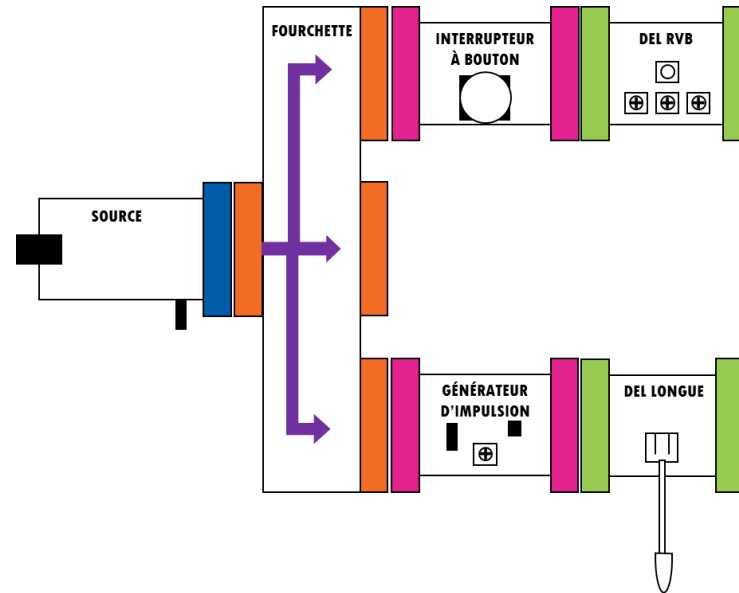 FOURCHETTE
INTERRUPTEUR
À BOUTON
DEL RVB
SOURCE
GÉNÉRATEUR
D'IMPULSION
DEL LONGUE